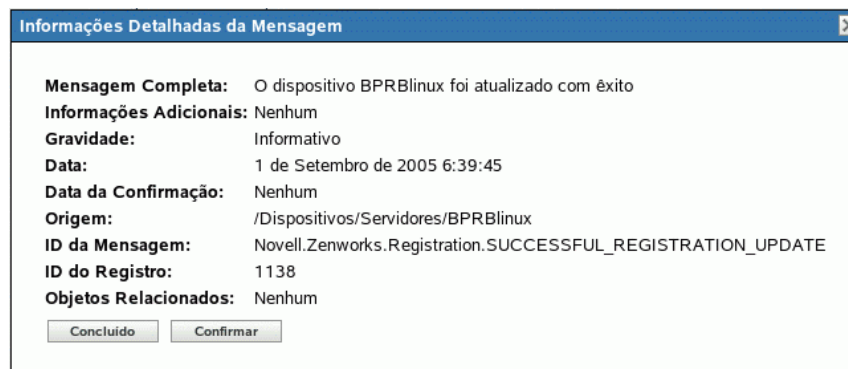 Informações Detalhadas da Mensagem
Mensagem Completa: O dispositivo BPRBlinux foi atualizado com êxito
Informações Adicionais: Nenhum
Gravidade: Informativo
Data: 1 de Setembro de 2005 6:39:45
Data da Confirmação: Nenhum
Origem: /Dispositivos/Servidores/BPRBlinux
ID da Mensagem: Novell.Zenworks.Registration.SUCCESSFUL_REGISTRATION_UPDATE
ID do Registro: 1138
Objetos Relacionados: Nenhum
Concluído Confirmar